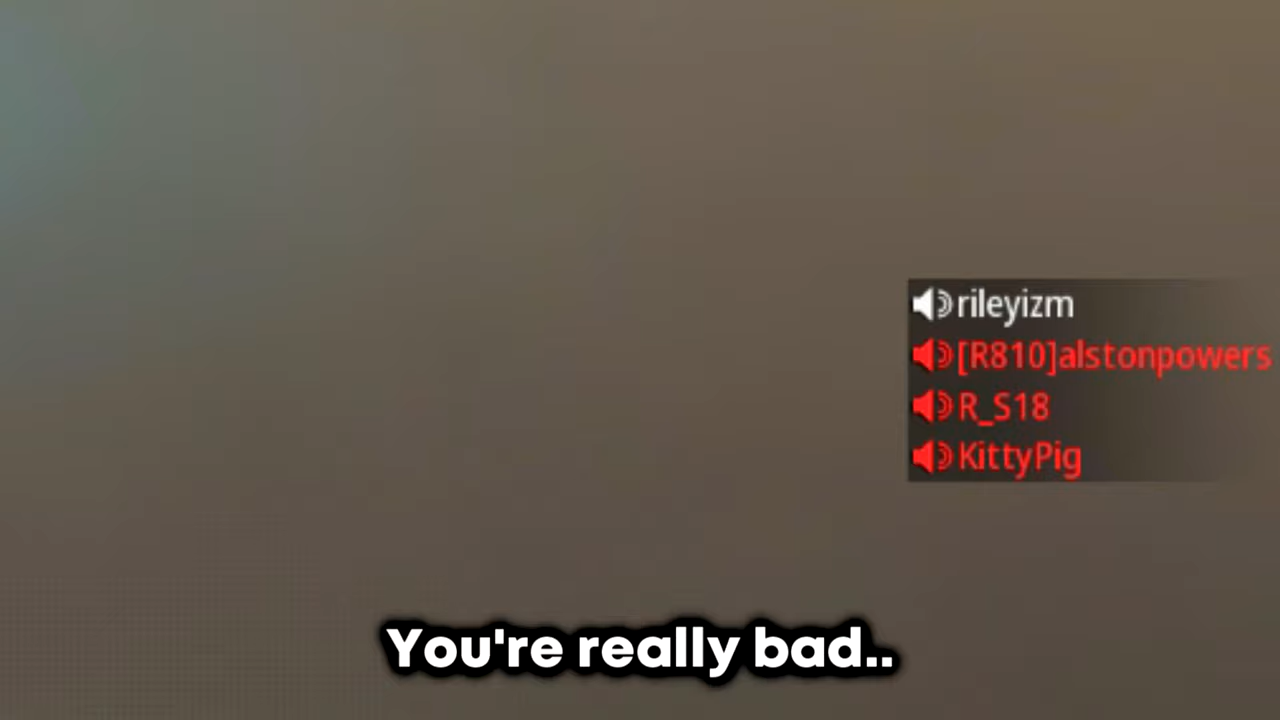 rileyizm
[R810]alstonpowers
R_S18
KittyPig
You're really bad..